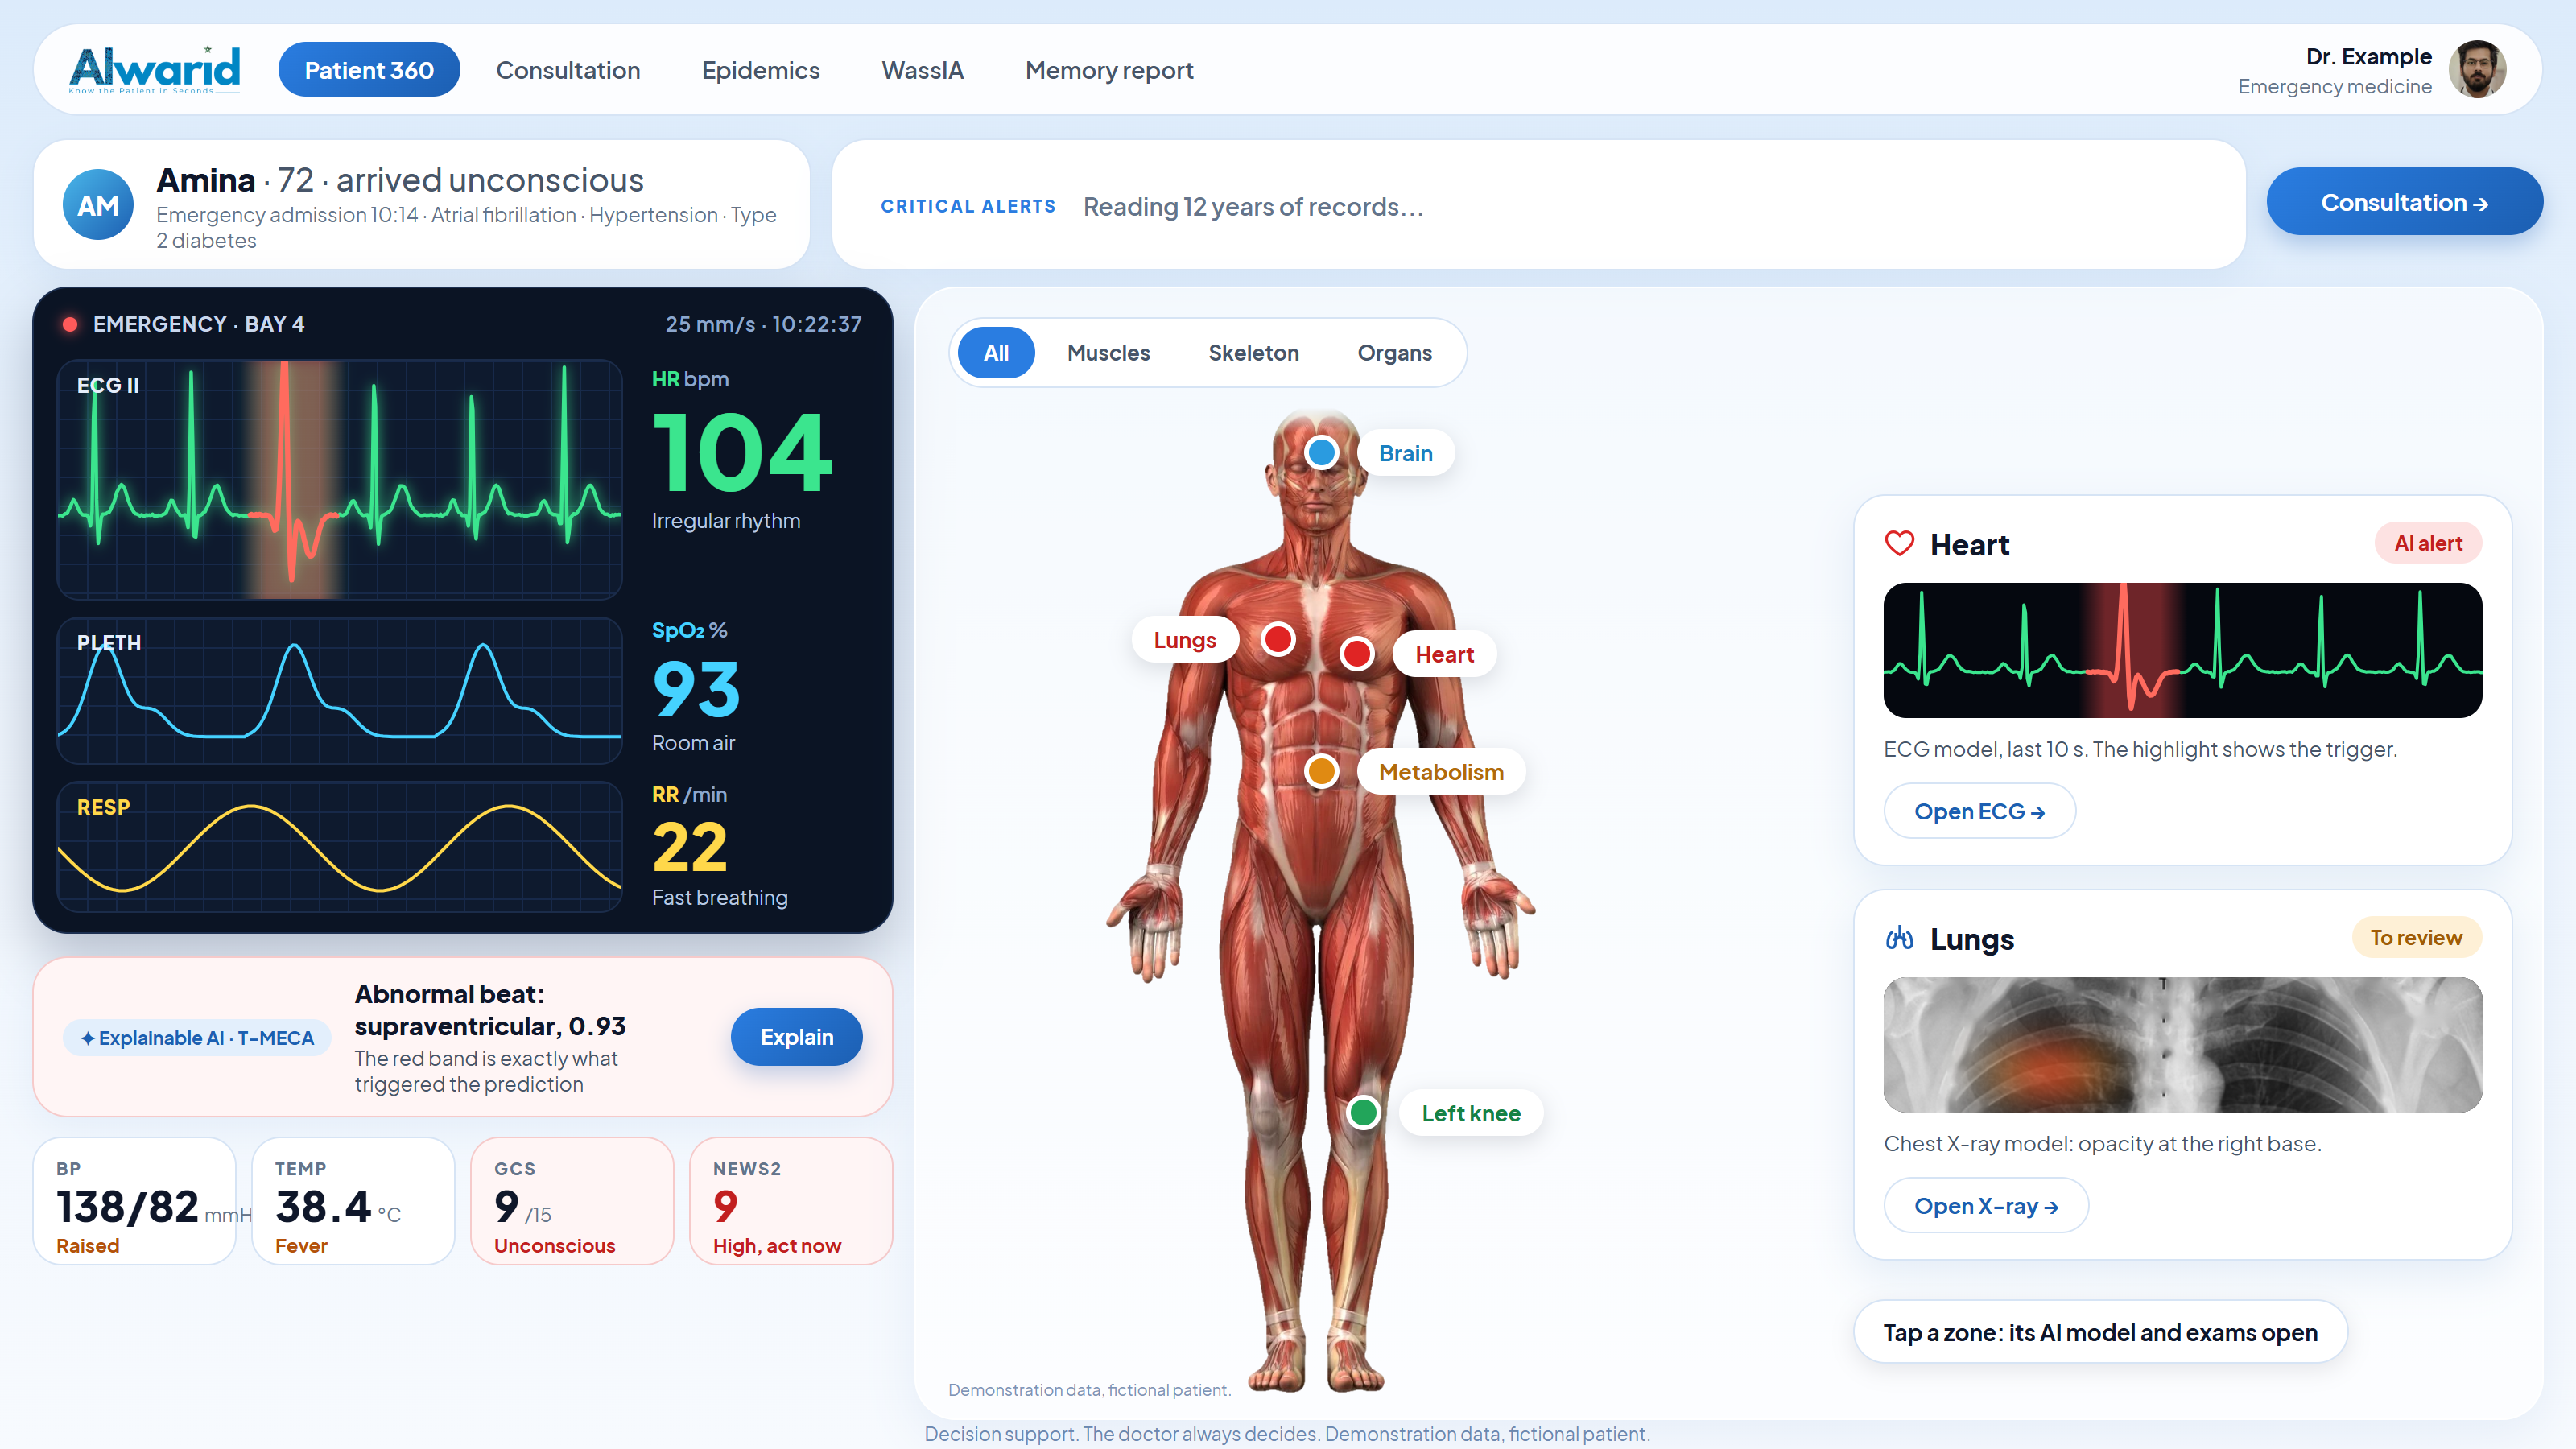 Alwarid
Know the Patient in Seconds
Patient 360
Consultation
Epidemics
WassIA
Memory report
Dr. Example
Emergency medicine
AM
Amina · 72 · arrived unconscious
Emergency admission 10:14 · Atrial fibrillation · Hypertension · Type
2 diabetes
CRITICAL ALERTS Reading 12 years of records...
Consultation →
EMERGENCY · BAY 4
25 mm/s · 10:22:37
ECG II
HR bpm
104
Irregular rhythm
PLETH
SpO₂ %
93
Room air
RESP
RR /min
22
Fast breathing
✦ Explainable AI · T-MECA
Abnormal beat:
supraventricular, 0.93
The red band is exactly what
triggered the prediction
Explain
BP
138/82 mmH
Raised
TEMP
38.4 °C
Fever
GCS
9 /15
Unconscious
NEWS2
9
High, act now
All
Muscles
Skeleton
Organs
Brain
Lungs
Heart
Metabolism
Left knee
Demonstration data, fictional patient.
Heart
AI alert
ECG model, last 10 s. The highlight shows the trigger.
Open ECG →
Lungs
To review
Chest X-ray model: opacity at the right base.
Open X-ray →
Tap a zone: its AI model and exams open
Decision support. The doctor always decides. Demonstration data, fictional patient.